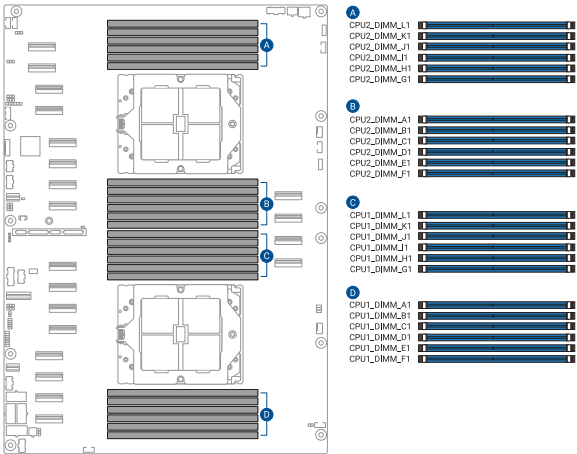 A
B
C
D
A
CPU2_DIMM_L1
CPU2_DIMM_K1
CPU2_DIMM_J1
CPU2_DIMM_I1
CPU2_DIMM_H1
CPU2_DIMM_G1
B
CPU2_DIMM_A1
CPU2_DIMM_B1
CPU2_DIMM_C1
CPU2_DIMM_D1
CPU2_DIMM_E1
CPU2_DIMM_F1
C
CPU1_DIMM_L1
CPU1_DIMM_K1
CPU1_DIMM_J1
CPU1_DIMM_I1
CPU1_DIMM_H1
CPU1_DIMM_G1
D
CPU1_DIMM_A1
CPU1_DIMM_B1
CPU1_DIMM_C1
CPU1_DIMM_D1
CPU1_DIMM_E1
CPU1_DIMM_F1